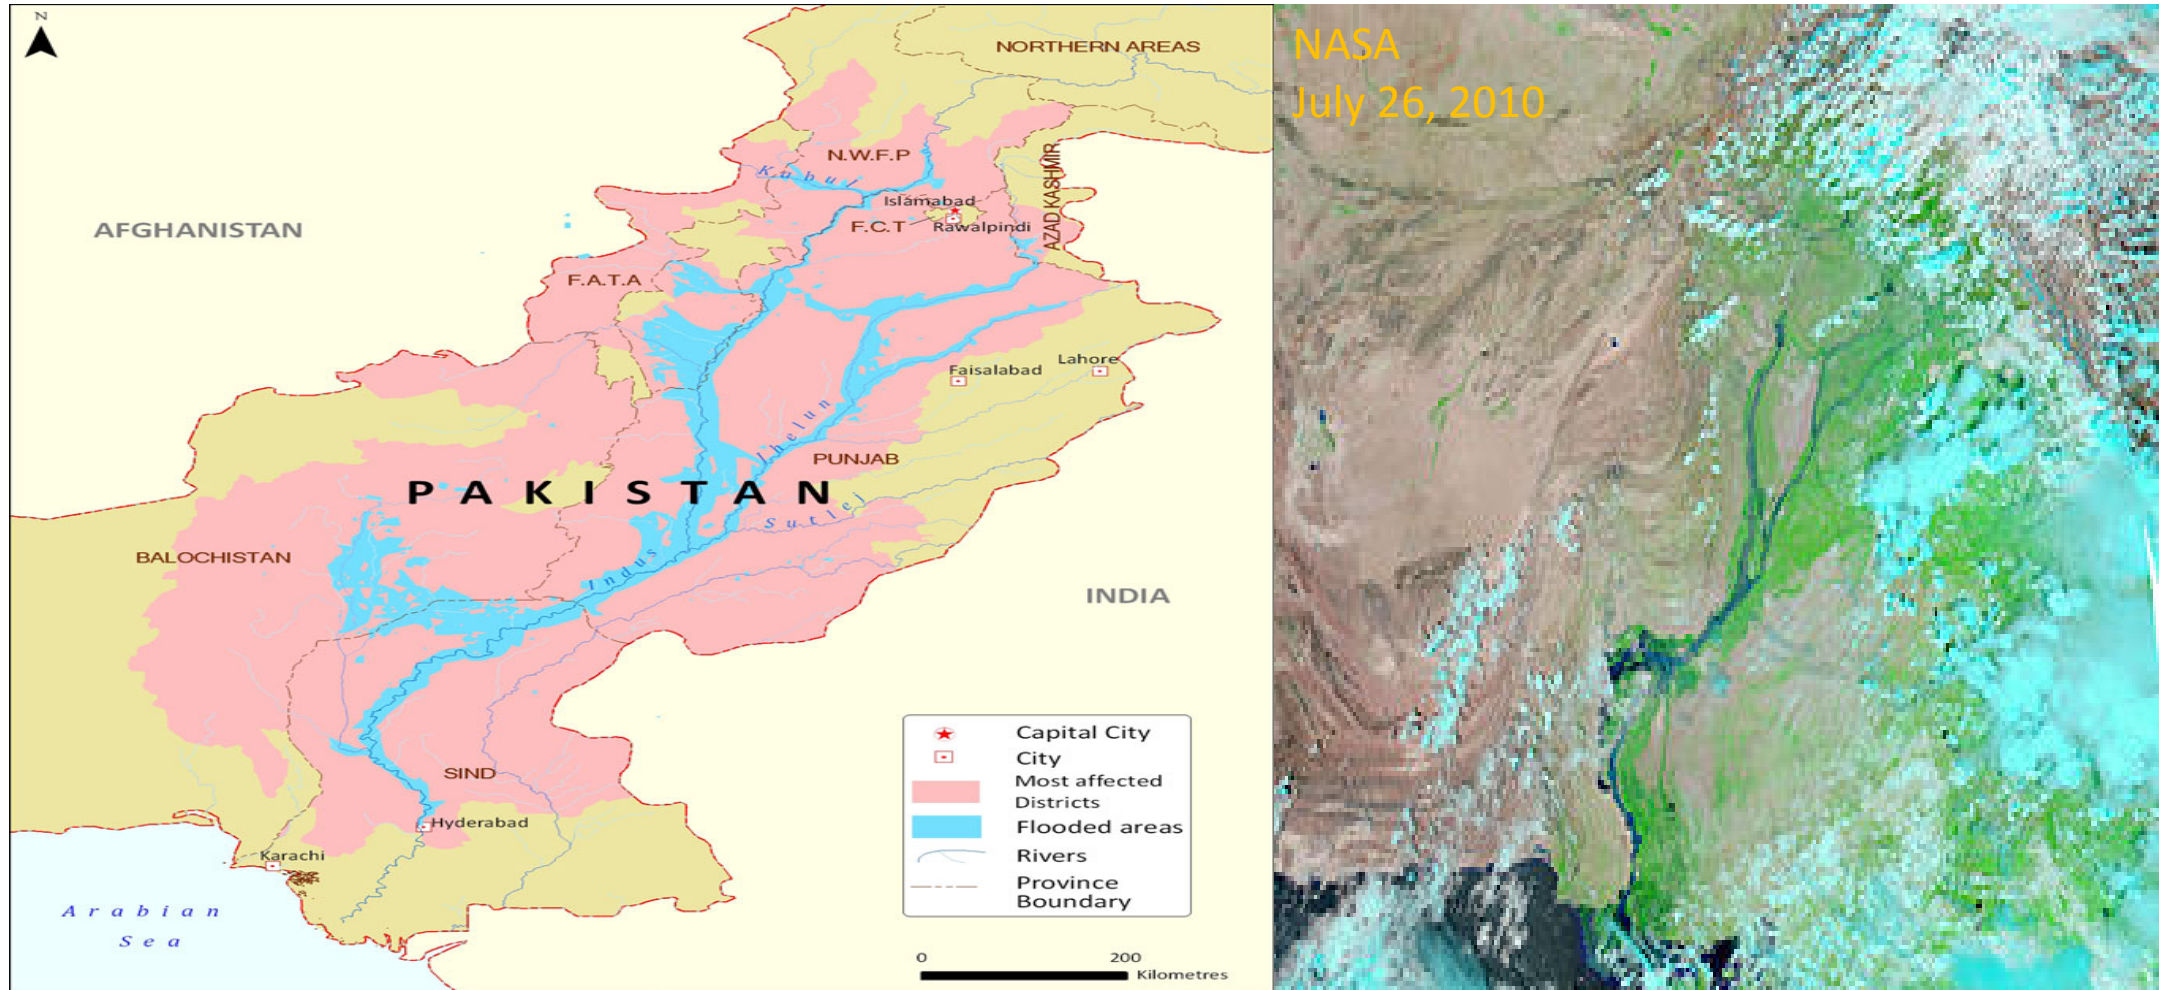 N
NORTHERN AREAS
N.W.F.P
Kabul
AZAD KASHMIR
Islamabad
F.C.T
Rawalpindi
AFGHANISTAN
F.A.T.A
Lahore
Faisalabad
Jhelun
PUNJAB
PAKISTAN
Sutlej
BALOCHISTAN
Indus
INDIA
SIND
Hyderabad
Karachi
Arabian
Sea
Capital City
City
Most affected
Districts
Flooded areas
Rivers
Province
Boundary
0 200
Kilometres
NASA
July 26, 2010